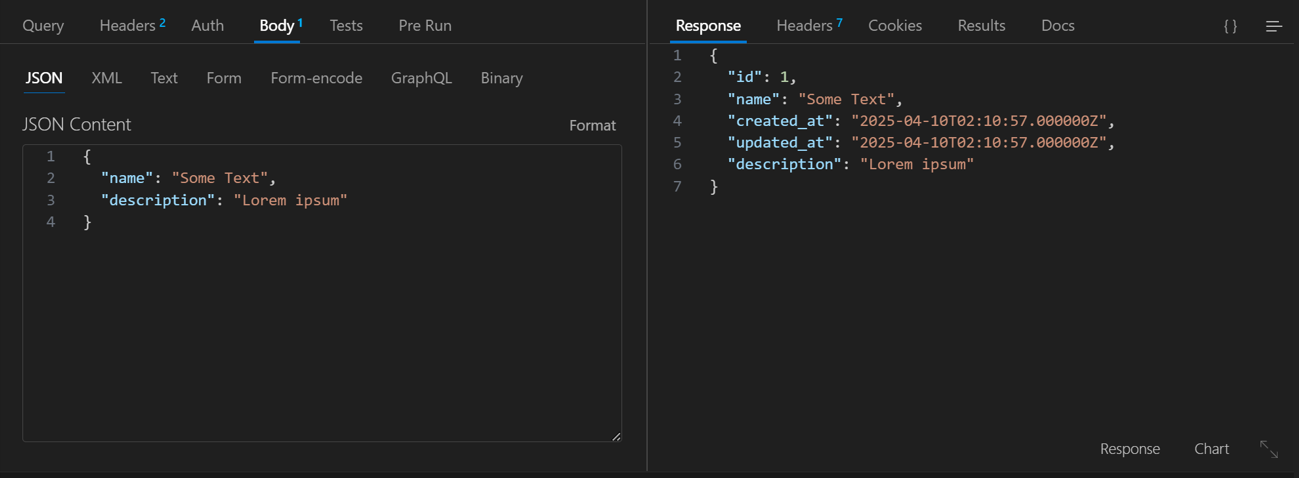 Query Headers 2 Auth Body 1 Tests Pre Run
JSON XML Text Form Form-encode GraphQL Binary
JSON Content Format
1 {
2 "name": "Some Text",
3 "description": "Lorem ipsum"
4 }
Response Headers 7 Cookies Results Docs {}
1 {
2 "id": 1,
3 "name": "Some Text",
4 "created_at": "2025-04-10T02:10:57.000000Z",
5 "updated_at": "2025-04-10T02:10:57.000000Z",
6 "description": "Lorem ipsum"
7 }
Response Chart